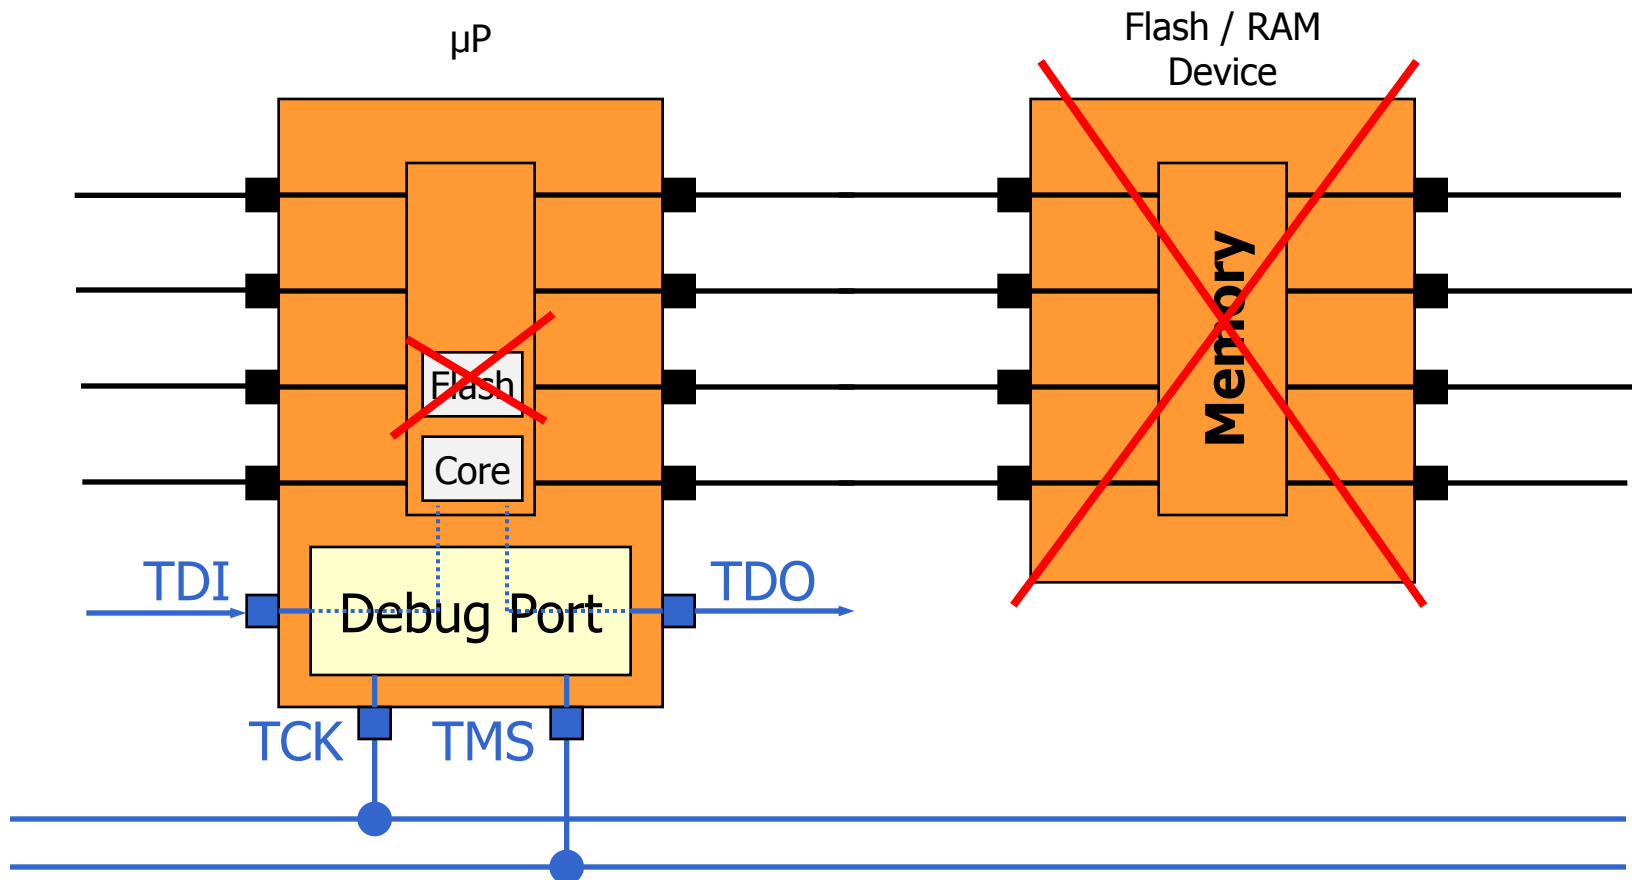 µP
Flash / RAM
Device
Memory
Flash
Core
TDI
TDO
Debug Port
TCK
TMS